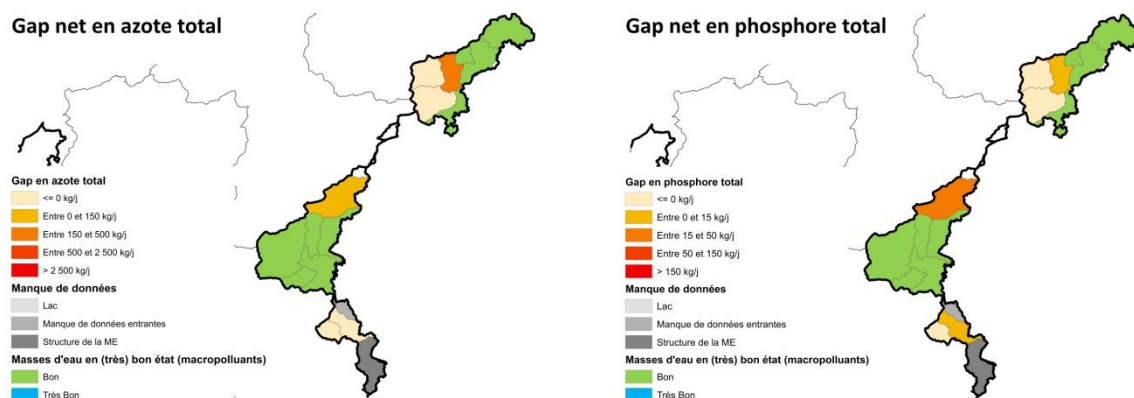 Gap net en azote total
Gap en azote total
<= 0 kg/j
Entre 0 et 150 kg/j
Entre 150 et 500 kg/j
Entre 500 et 2 500 kg/j
> 2 500 kg/j
Manque de données
Lac
Manque de données entrantes
Structure de la ME
Masses d'eau en (très) bon état (macropolluants)
Bon
Très Bon
Gap net en phosphore total
Gap en phosphore total
<= 0 kg/j
Entre 0 et 15 kg/j
Entre 15 et 50 kg/j
Entre 50 et 150 kg/j
> 150 kg/j
Manque de données
Lac
Manque de données entrantes
Structure de la ME
Masses d'eau en (très) bon état (macropolluants)
Bon
Très Bon